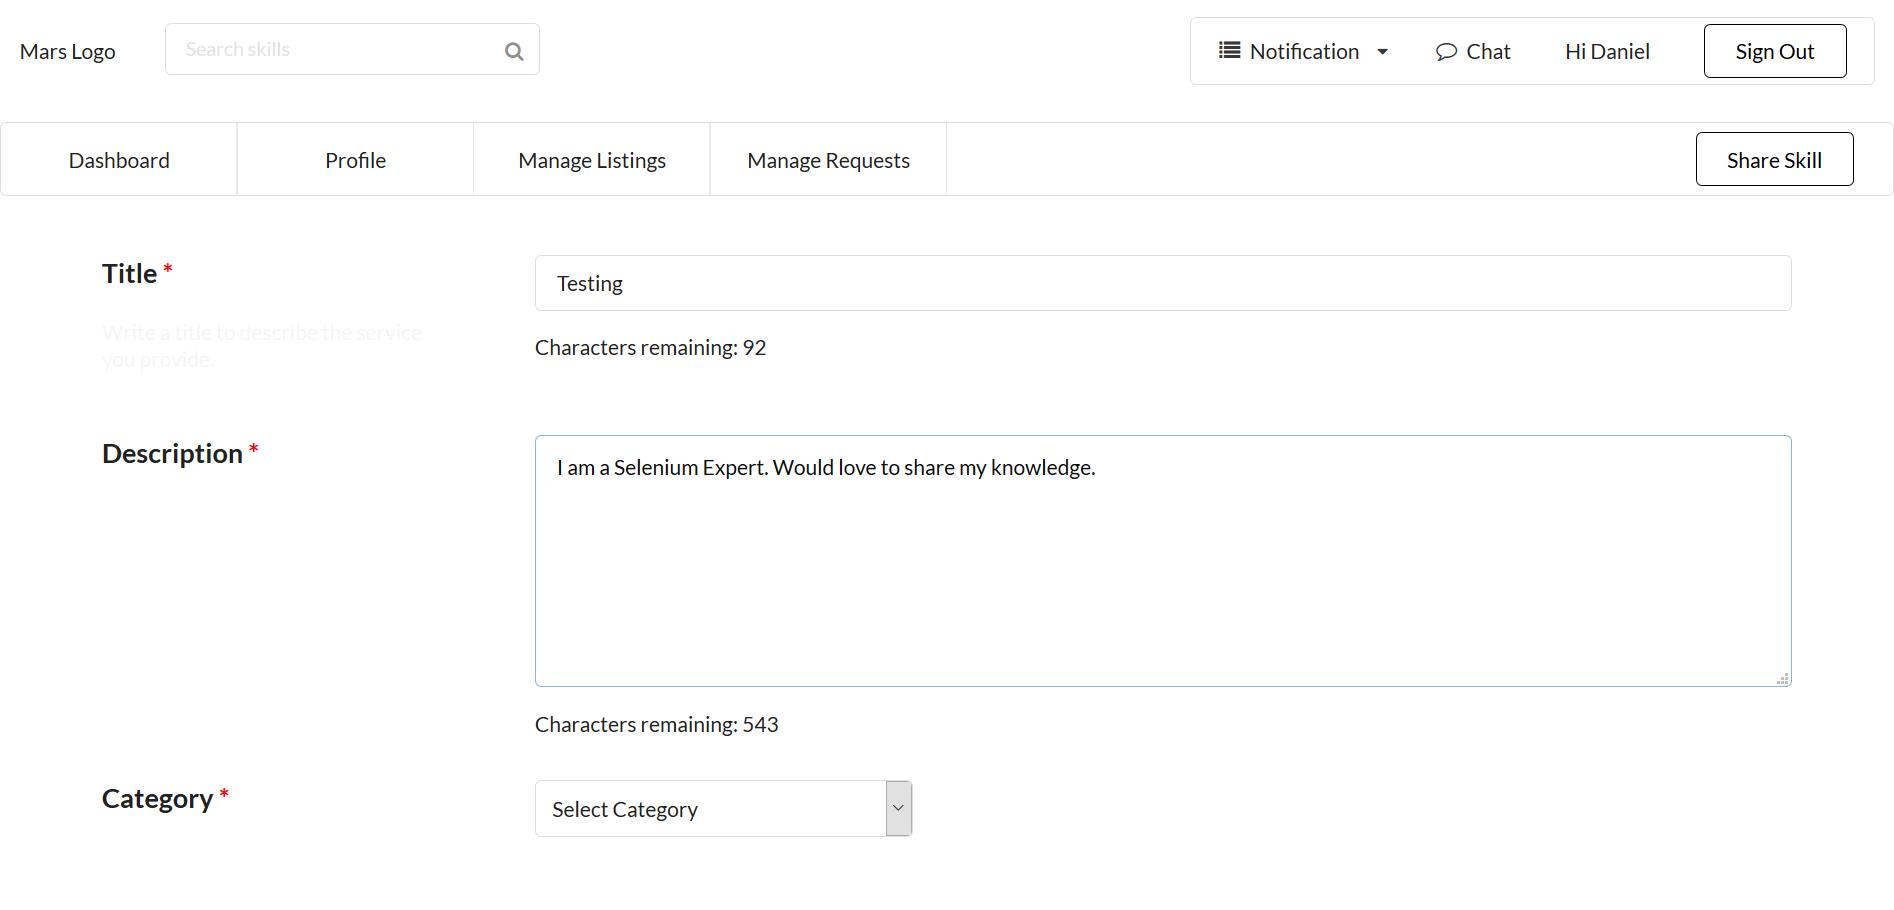 Mars Logo
Search skills
Notification
Chat
Hi Daniel
Sign Out
Dashboard
Profile
Manage Listings
Manage Requests
Share Skill
Title *
Testing
Write a title to describe the service
you provide.
Characters remaining: 92
Description *
I am a Selenium Expert. Would love to share my knowledge.
Characters remaining: 543
Category *
Select Category